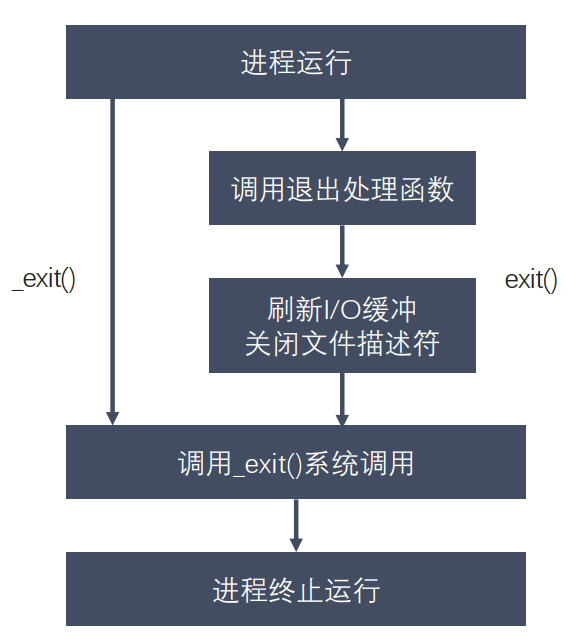 进程运行
调用退出处理函数
_exit()
exit()
刷新I/O缓冲
关闭文件描述符
调用_exit()系统调用
进程终止运行